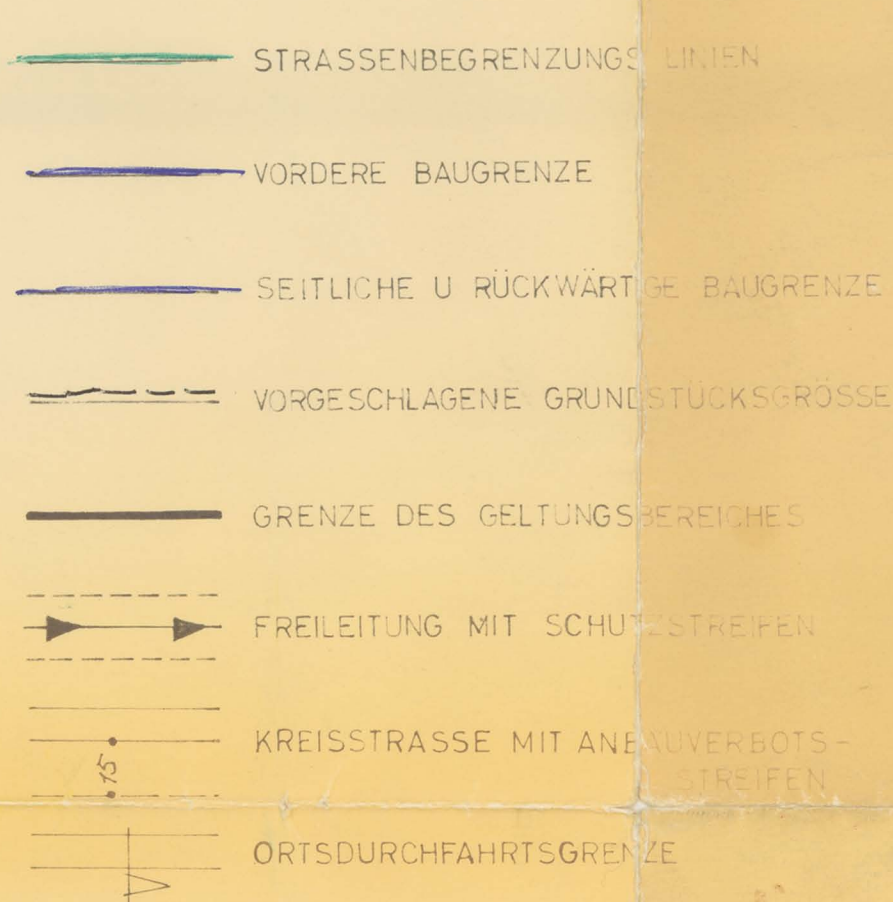 STRASSENBEGRENZUNGS LINIEN
VORDERE BAUGRENZE
SEITLICHE U RÜCKWÄRTIGE BAUGRENZE
VORGESCHLAGENE GRUNDSTÜCKSGRÖSSE
GRENZE DES GELTUNGSBEREICHES
FREILEITUNG MIT SCHUTZSTREIFEN
KREISSTRASSE MIT ANBAUVERBOTS-
STREIFEN
15
ORTSDURCHFAHRTSGRENZE